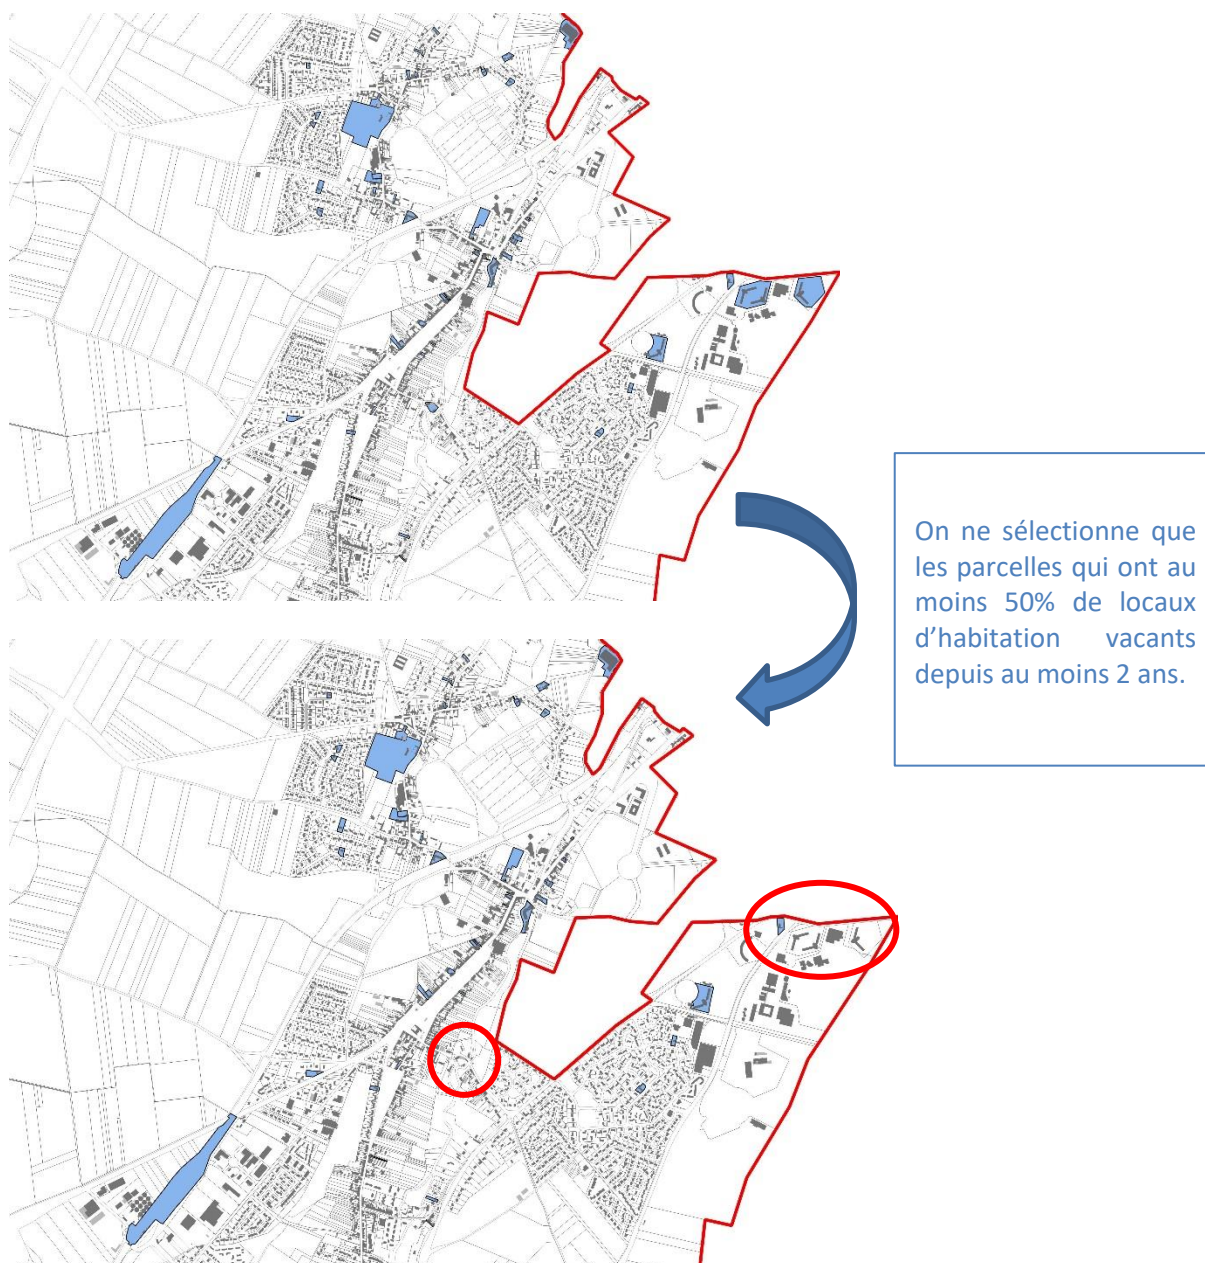 On ne sélectionne que
les parcelles qui ont au
moins 50% de locaux
d’habitation vacants
depuis au moins 2 ans.